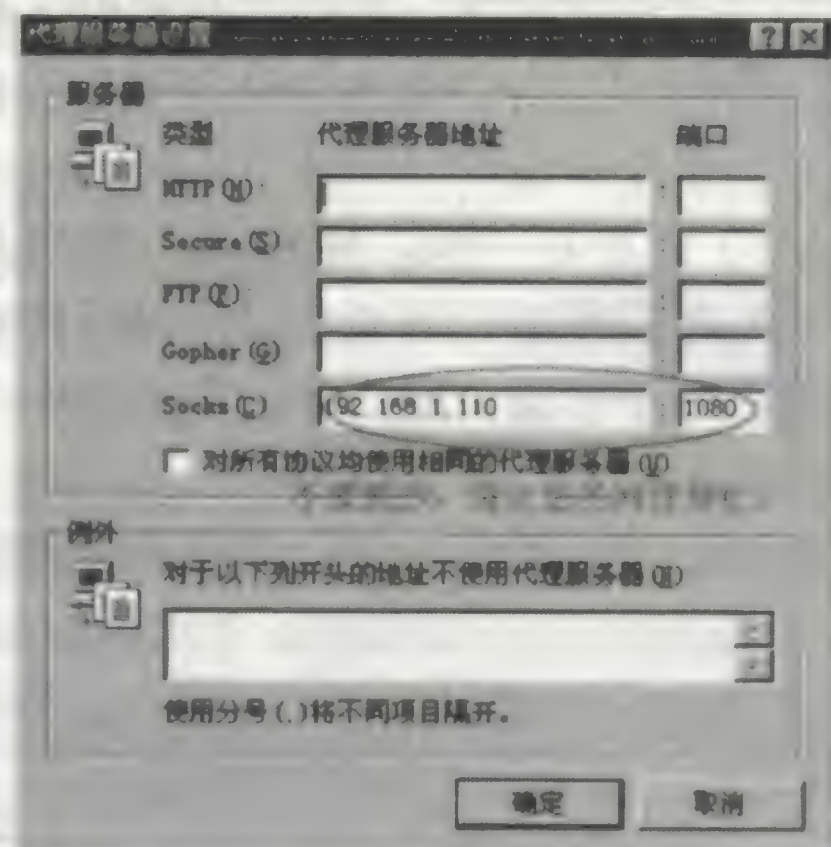 代理服务器设置
服务器
类型 代理服务器地址 端口
HTTP(H): :
Secure(S): :
FTP(F): :
Gopher(G): :
Socks(C): 192 168 1 110 : 1080
对所有协议均使用相同的代理服务器(U)
例外
对于以下列开头的地址不使用代理服务器(N)
使用分号(;)将不同项目隔开。
确定 取消